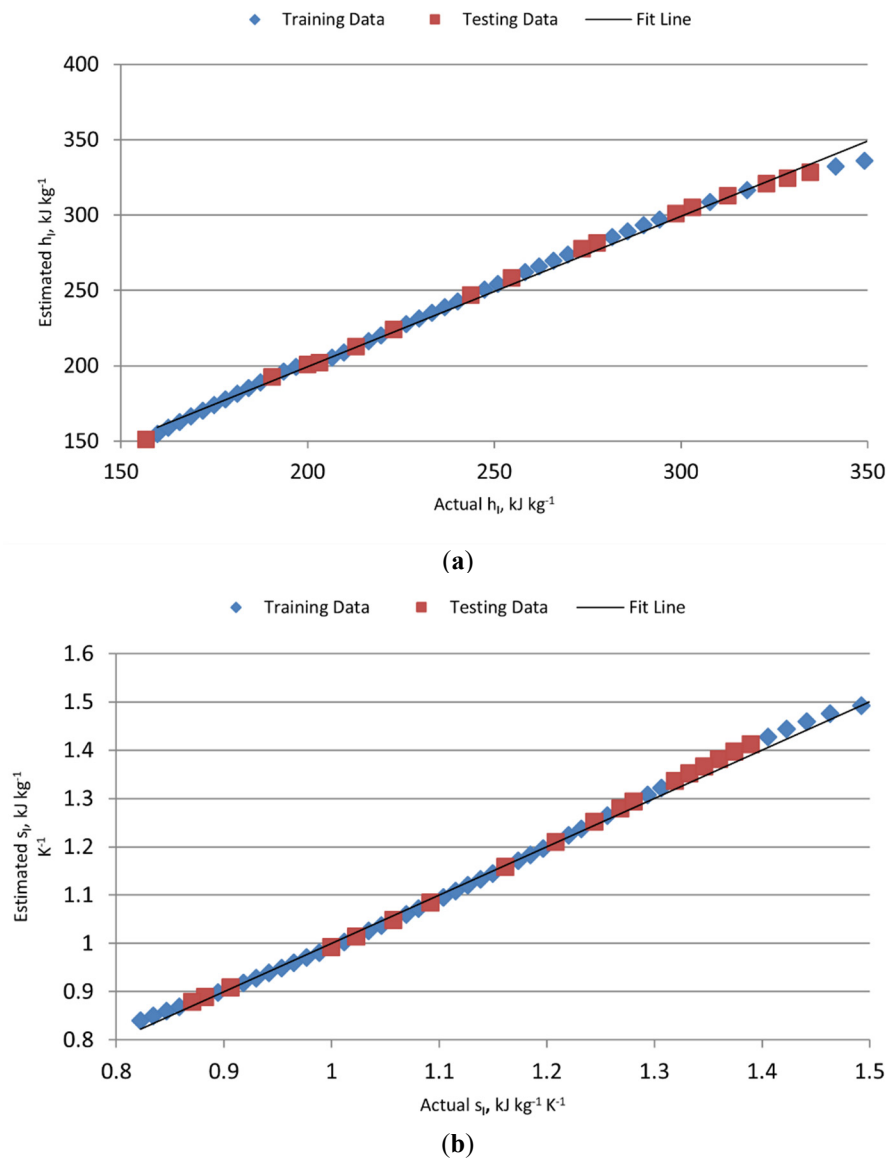 Training Data Testing Data Fit Line
400
350
300
250
200
150
Estimated hl, kJ kg-1
150 200 250 300 350
Actual hl, kJ kg-1
(a)
Training Data Testing Data Fit Line
1.6
1.5
1.4
1.3
1.2
1.1
1
0.9
0.8
Estimated sl, kJ kg-1
K-1
0.8 0.9 1 1.1 1.2 1.3 1.4 1.5
Actual sl, kJ kg-1 K-1
(b)